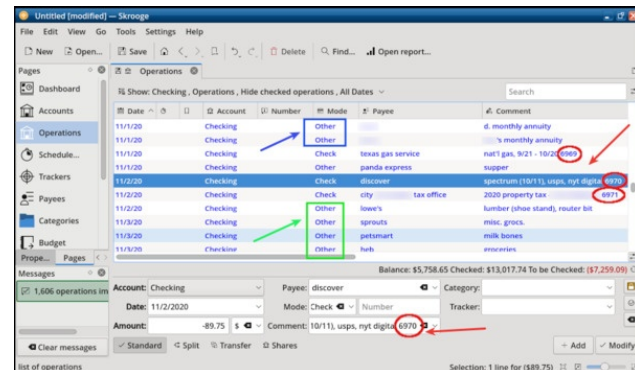 Untitled [modified] — Skrooge
File Edit View Go Tools Settings Help
New Open... Save Delete Find... Open report...
Pages
Operations
Dashboard
Accounts
Operations
Schedule...
Trackers
Payees
Categories
Budget
Prope... Pages
Messages
1,606 operations im
Clear messages
Show: Checking , Operations , Hide checked operations , All Dates
Search
Date Account Number Mode Payee Comment
11/1/20 Checking Other d. monthly annuity
11/1/20 Checking Other 's monthly annuity
11/1/20 Checking Check texas gas service nat'l gas, 9/21 - 10/20 6969
11/1/20 Checking Other panda express supper
11/2/20 Checking Check discover spectrum (10/11), usps, nyt digita 6970
11/2/20 Checking Check city tax office 2020 property tax 6971
11/2/20 Checking Other lowe's lumber (shoe stand), router bit
11/3/20 Checking Other sprouts misc. grocs.
11/3/20 Checking Other petsmart milk bones
11/3/20 Checking Other heb groceries
Balance: $5,758.65 Checked: $13,017.74 To be Checked: ($7,259.09)
Account: Checking Payee: discover Category:
Date: 11/2/2020 Mode: Check Number Tracker:
Amount: -89.75 $ Comment: 10/11), usps, nyt digita 6970
Standard Split Transfer Shares
Add Modify
list of operations
Selection: 1 line for ($89.75)